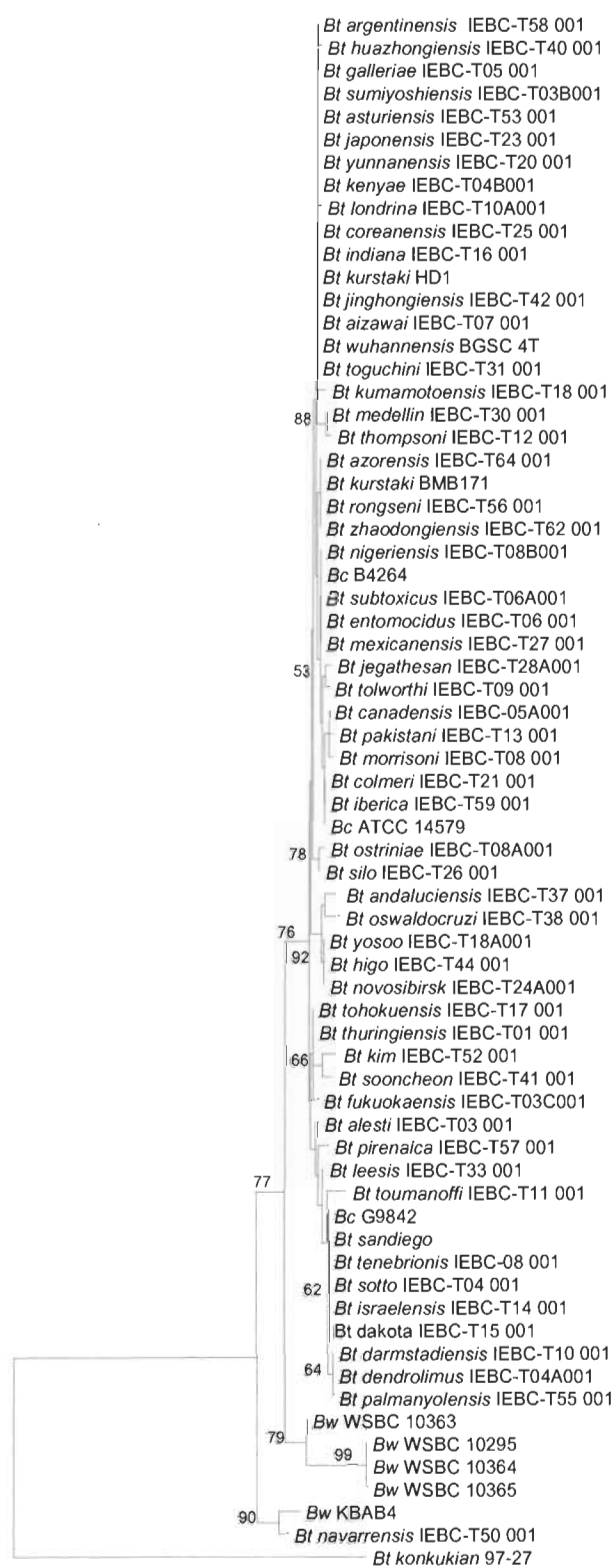 Bt argentinensis IEBC-T58 001
Bt huazhongiensis IEBC-T40 001
Bt galleriae IEBC-T05 001
Bt sumiyoshiensis IEBC-T03B001
Bt asturiensis IEBC-T53 001
Bt japonensis IEBC-T23 001
Bt yunnanensis IEBC-T20 001
Bt kenyae IEBC-T04B001
Bt londrina IEBC-T10A001
Bt coreanensis IEBC-T25 001
Bt indiana IEBC-T16 001
Bt kurstaki HD1
Bt jinghongiensis IEBC-T42 001
Bt aizawai IEBC-T07 001
Bt wuhannensis BGSC 4T
Bt toguchini IEBC-T31 001
Bt kumamotoensis IEBC-T18 001
88 Bt medellin IEBC-T30 001
Bt thompsoni IEBC-T12 001
Bt azorensis IEBC-T64 001
Bt kurstaki BMB171
Bt rongseni IEBC-T56 001
Bt zhaodongiensis IEBC-T62 001
Bt nigeriensis IEBC-T08B001
Bc B4264
Bt subtoxicus IEBC-T06A001
Bt entomocidus IEBC-T06 001
Bt mexicanensis IEBC-T27 001
53 Bt jegathesan IEBC-T28A001
Bt tolworthi IEBC-T09 001
Bt canadensis IEBC-05A001
Bt pakistani IEBC-T13 001
Bt morrisoni IEBC-T08 001
Bt colmeri IEBC-T21 001
Bt iberica IEBC-T59 001
Bc ATCC 14579
78 Bt ostriniae IEBC-T08A001
Bt silo IEBC-T26 001
Bt andaluciensis IEBC-T37 001
Bt oswaldocruzi IEBC-T38 001
76 Bt yosoo IEBC-T18A001
92 Bt higo IEBC-T44 001
Bt novosibirsk IEBC-T24A001
Bt tohokuensis IEBC-T17 001
Bt thuringiensis IEBC-T01 001
66 Bt kim IEBC-T52 001
Bt sooncheon IEBC-T41 001
Bt fukuokaensis IEBC-T03C001
Bt alesti IEBC-T03 001
Bt pirenaica IEBC-T57 001
Bt leesis IEBC-T33 001
77 Bt toumanoffi IEBC-T11 001
Bc G9842
Bt sandiego
Bt tenebrionis IEBC-08 001
62 Bt sotto IEBC-T04 001
Bt israelensis IEBC-T14 001
Bt dakota IEBC-T15 001
Bt darmstadiensis IEBC-T10 001
64 Bt dendrolimus IEBC-T04A001
Bt palmanyolensis IEBC-T55 001
Bw WSBC 10363
79 Bw WSBC 10295
99 Bw WSBC 10364
Bw WSBC 10365
90 Bw KBAB4
Bt navarrensis IEBC-T50 001
Bt konkukian 97-27